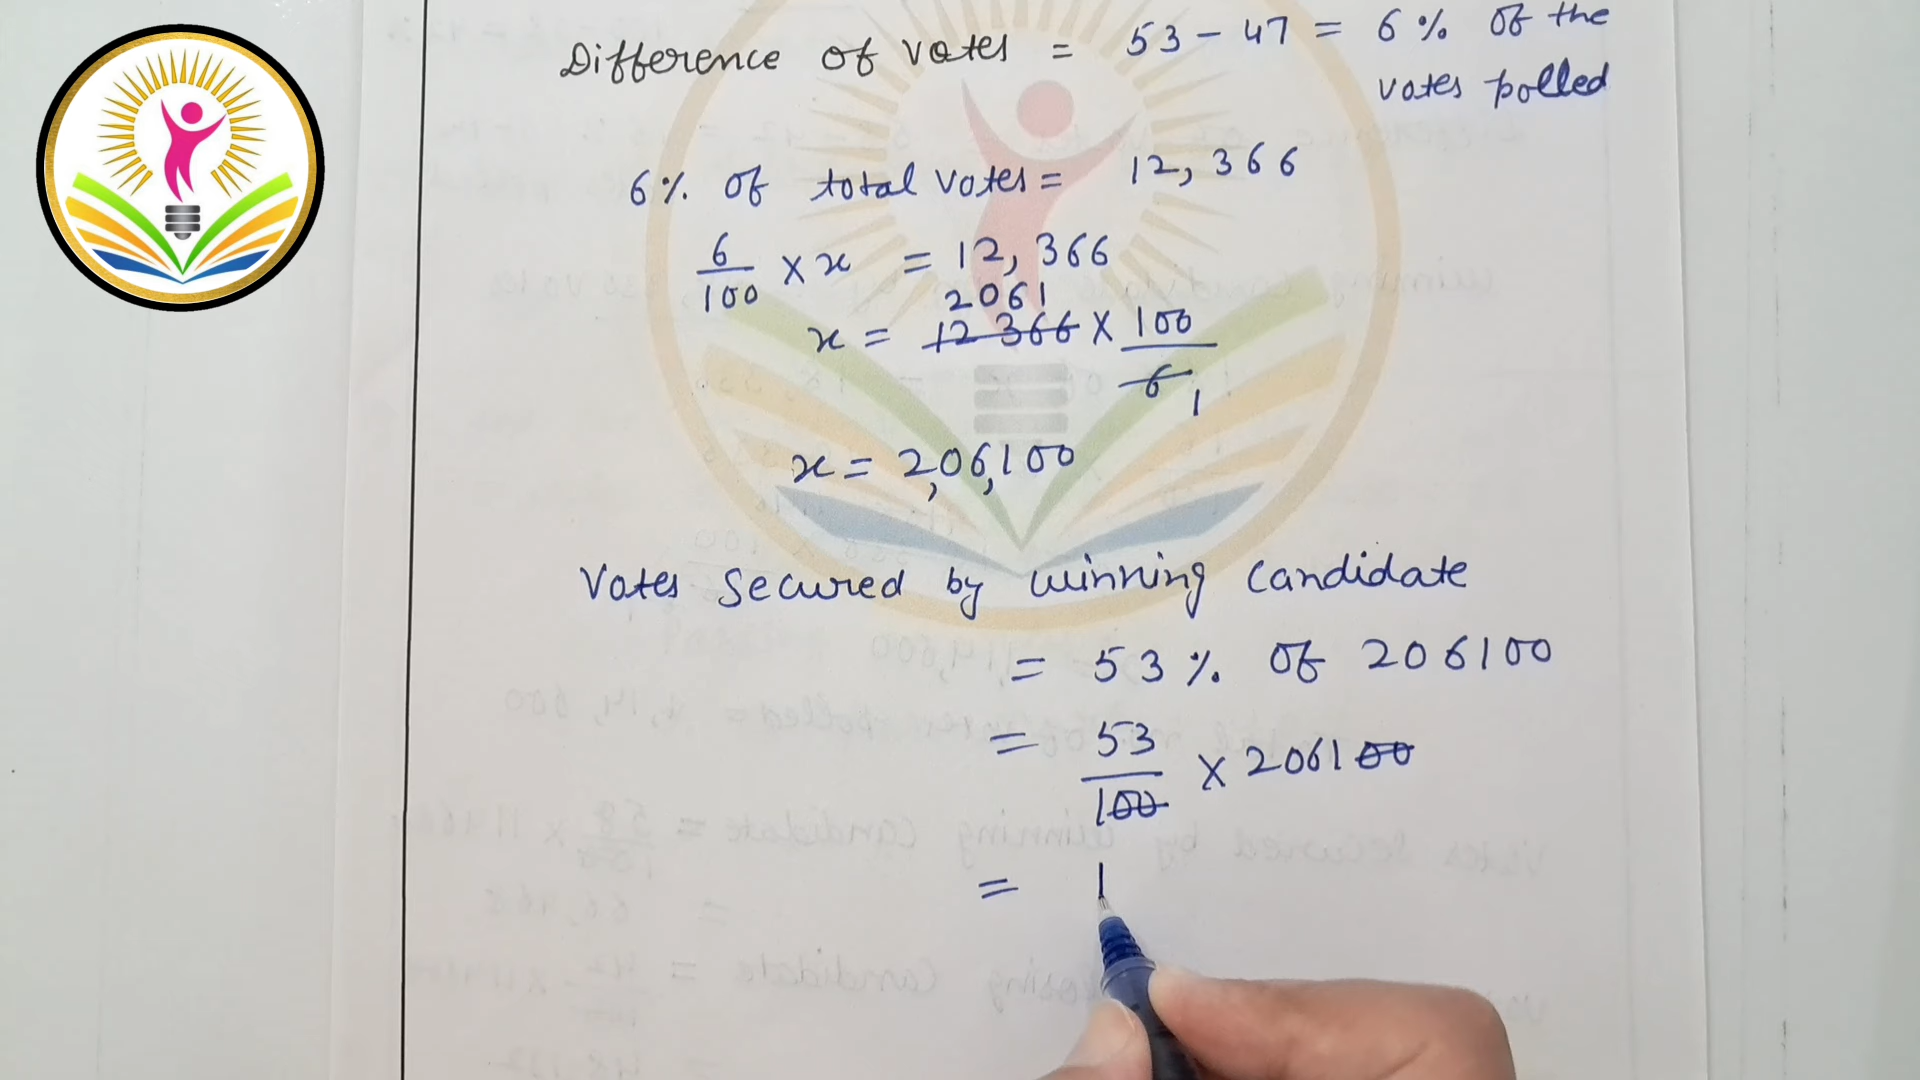 Difference of votes = 53 - 47 = 6% of the
votes polled
6% of total votes = 12,366
6/100 × x = 12,366
2061
x = 12 366 × 100/6 1
x = 2,06,100
Votes secured by winning candidate
= 53% of 206100
= 53/100 × 206100
= 1